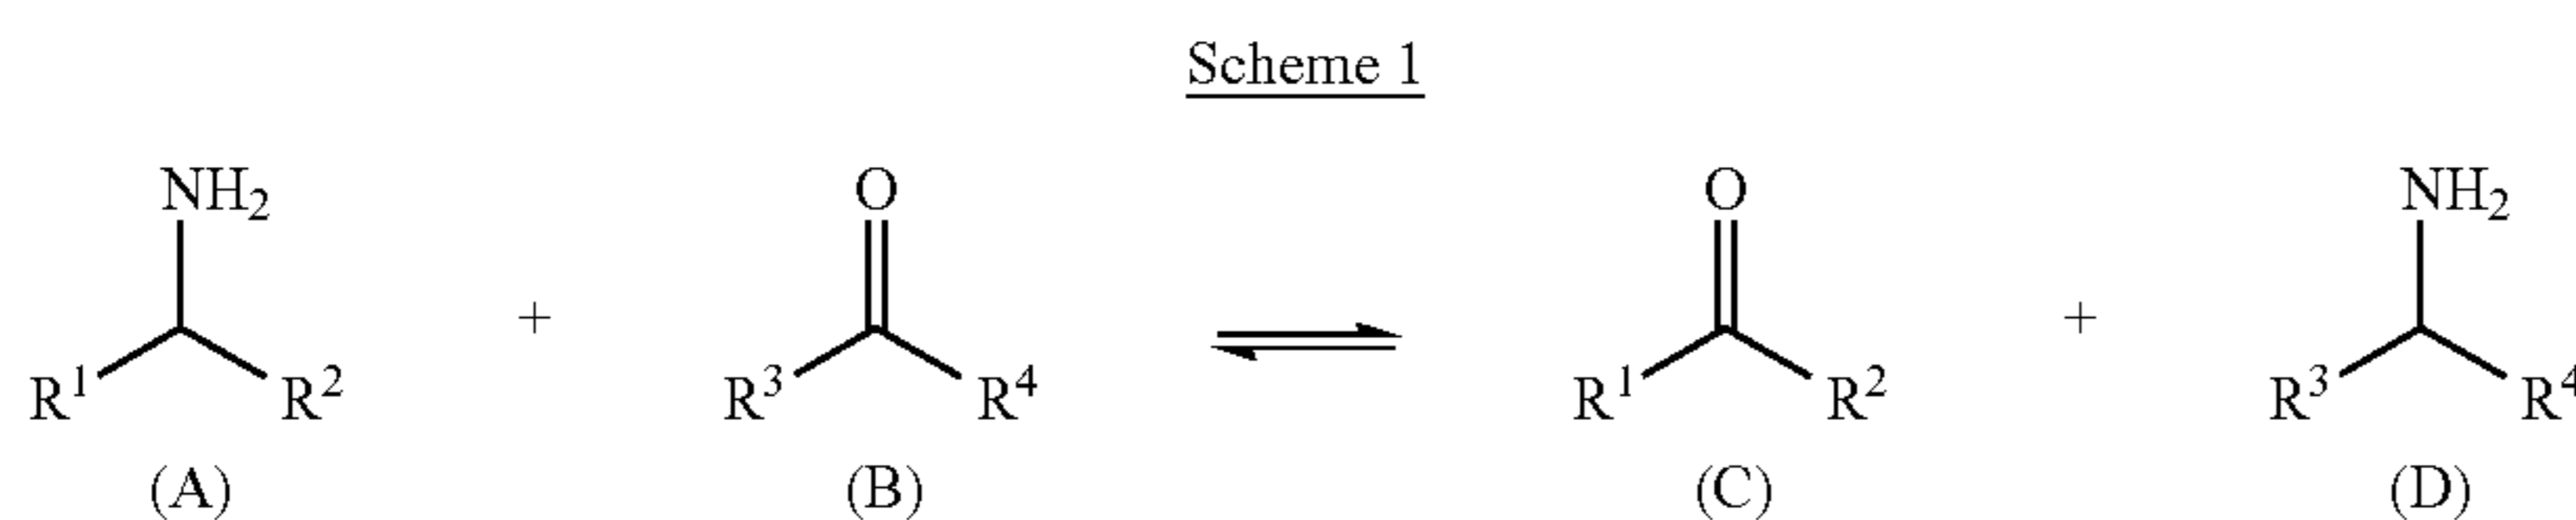 Scheme 1
NH₂ O O NH₂
+ ⇌ +
R¹ R² R³ R⁴ R¹ R² R³ R⁴
(A) (B) (C) (D)